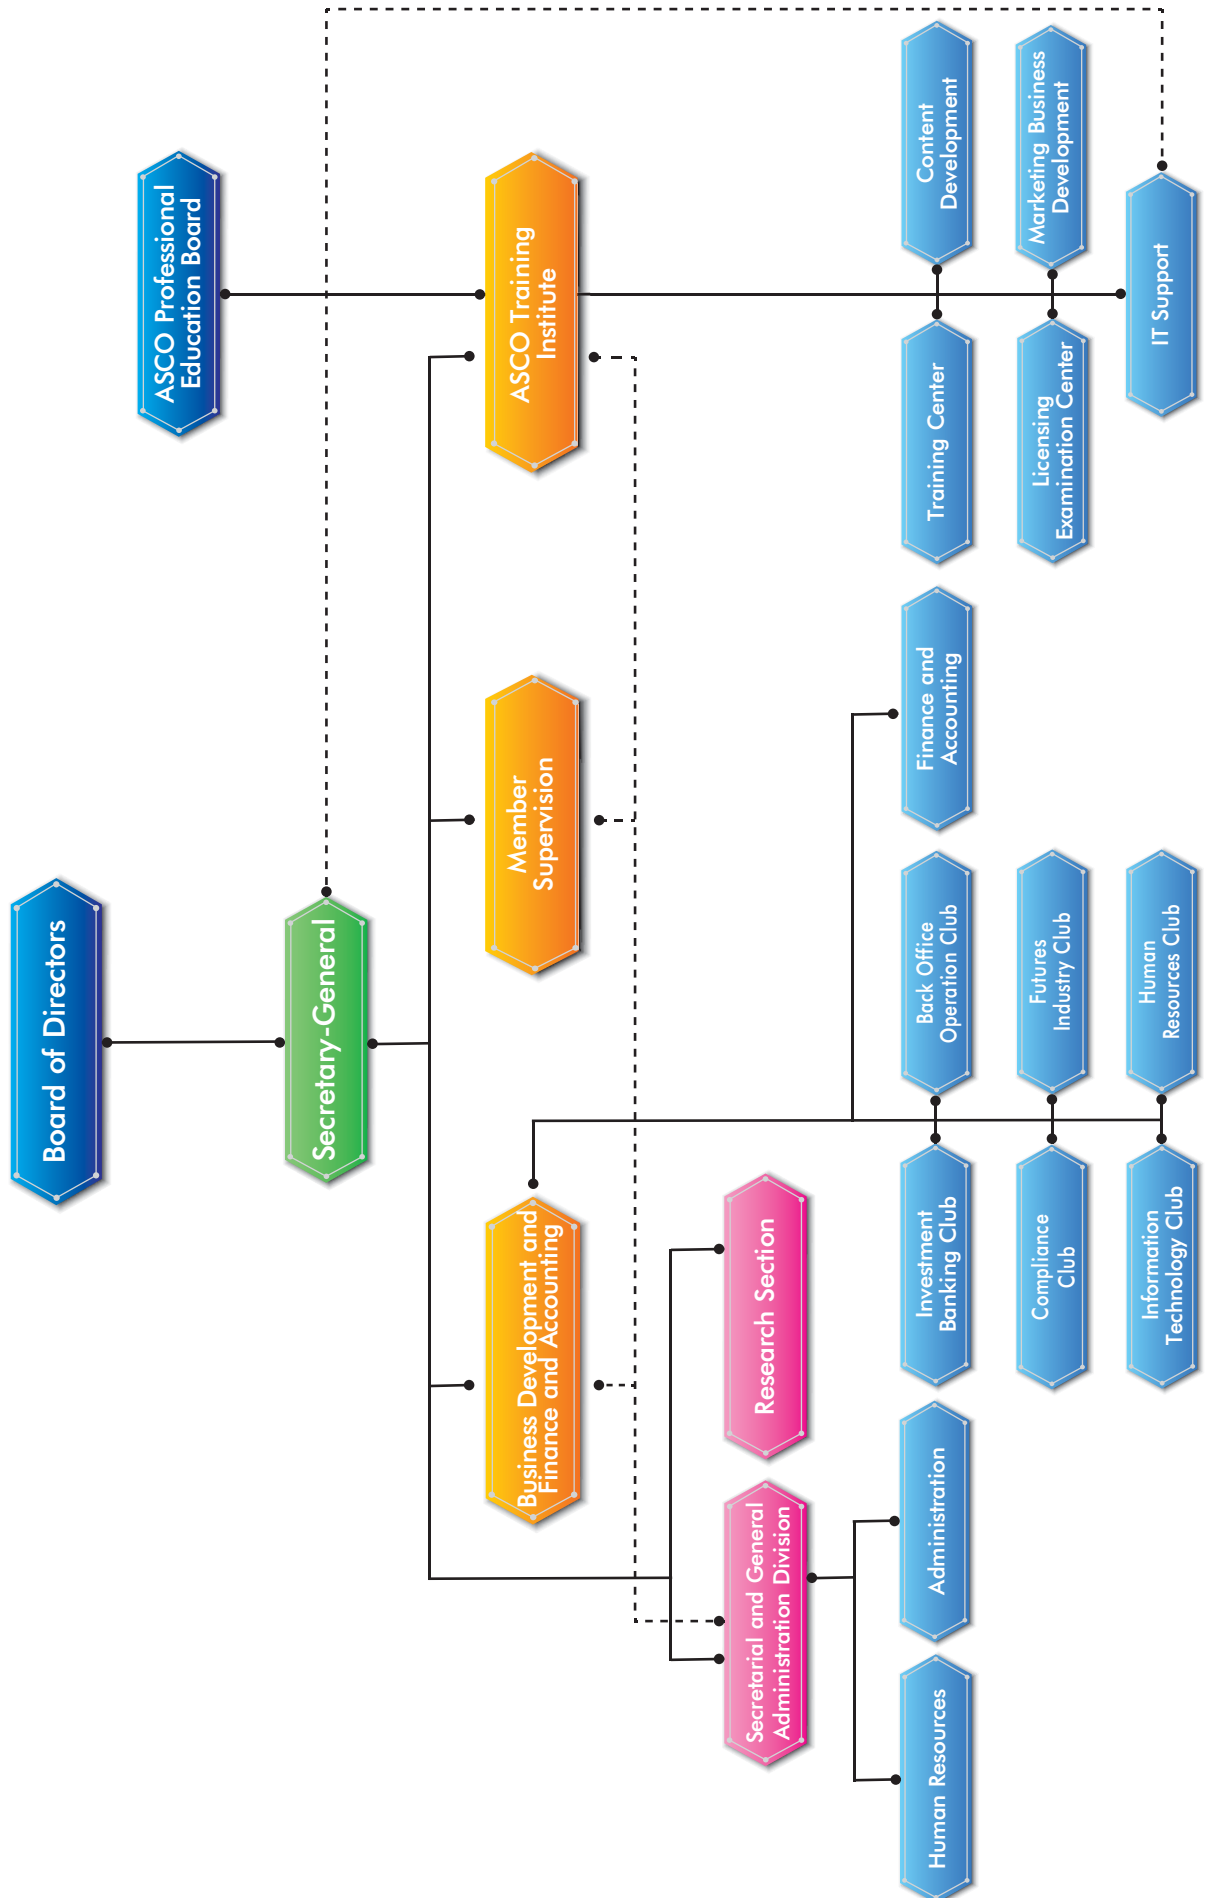 Board of Directors
ASCO Professional
Education Board
Secretary-General
Business Development and
Finance and Accounting
Member
Supervision
ASCO Training
Institute
Secretarial and General
Administration Division
Research Section
Human Resources
Administration
Investment
Banking Club
Back Office
Operation Club
Finance and
Accounting
Training Center
Content
Development
Compliance
Club
Futures
Industry Club
Licensing
Examination Center
Marketing Business
Development
Information
Technology Club
Human
Resources Club
IT Support